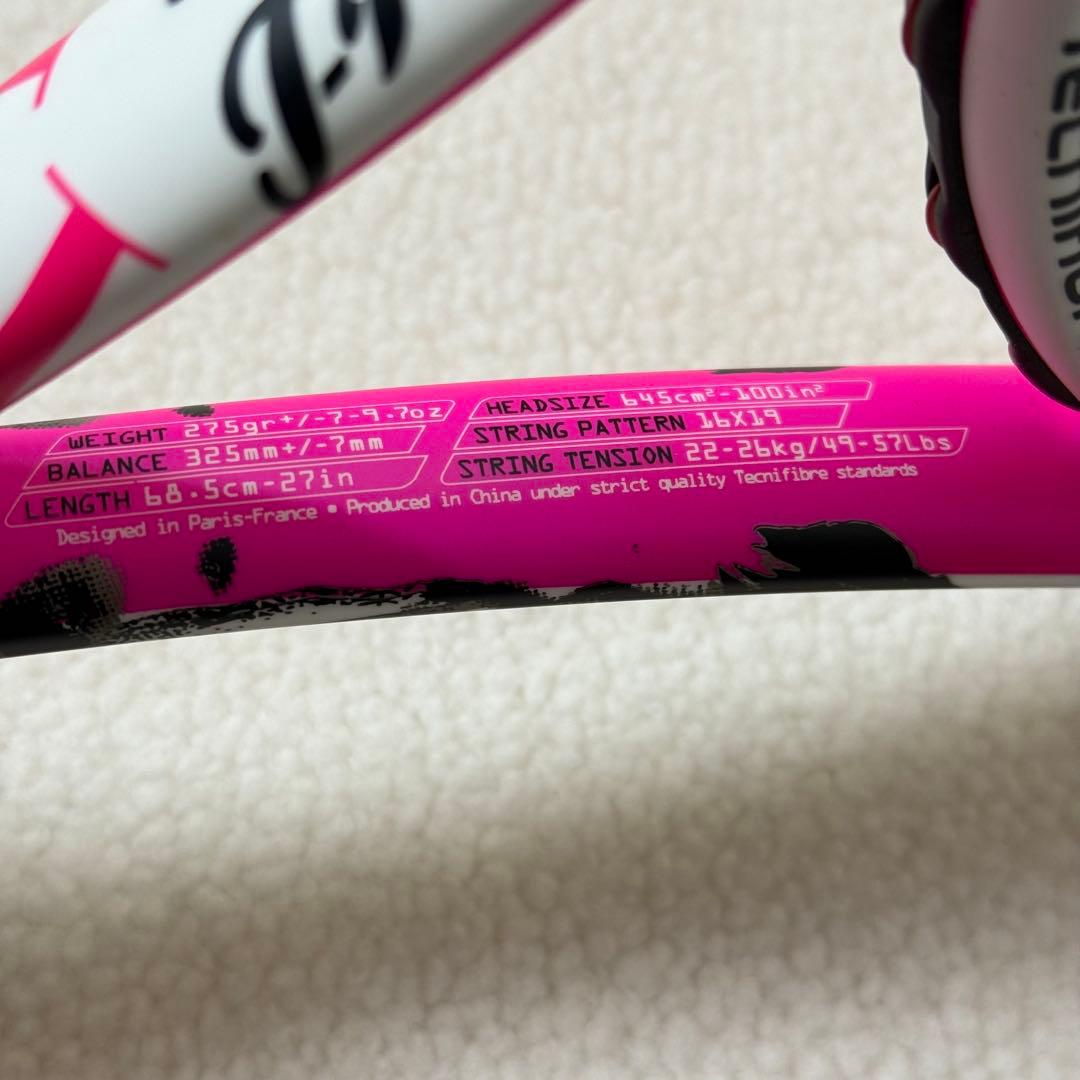 T-F
WEIGHT 275gr+/-7-9.7oz
BALANCE 325mm+/-7mm
LENGTH 68.5cm-27in
HEADSIZE 645cm²-100in²
STRING PATTERN 16X19
STRING TENSION 22-26kg/49-57Lbs
Designed in Paris-France • Produced in China under strict quality Tecnifibre standards